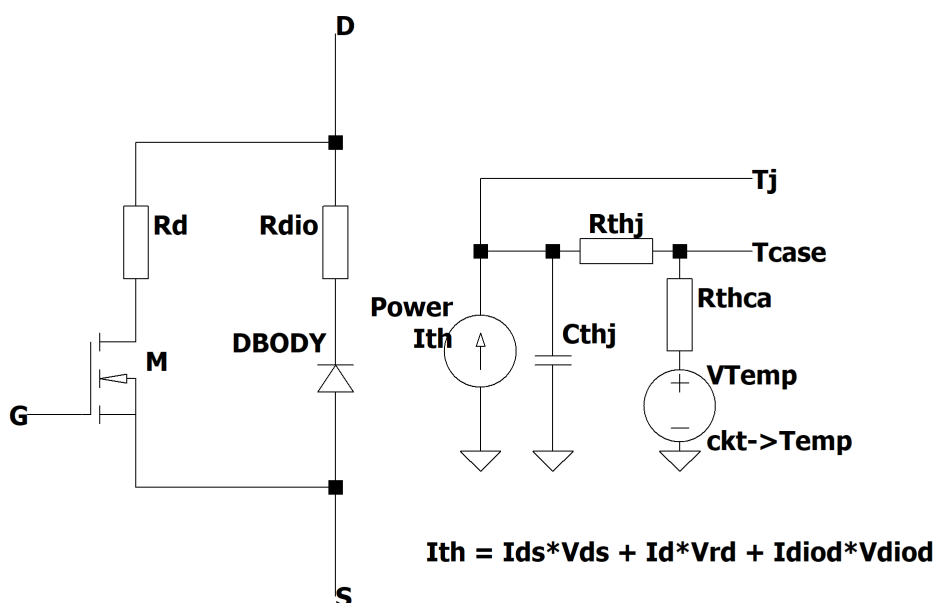 D
Tj
Rd
Rdio
Rthj
Tcase
Rthca
Power
Ith
Cthj
DBODY
M
VTemp
G
ckt->Temp
Ith = Ids*Vds + Id*Vrd + Idiod*Vdiod
S